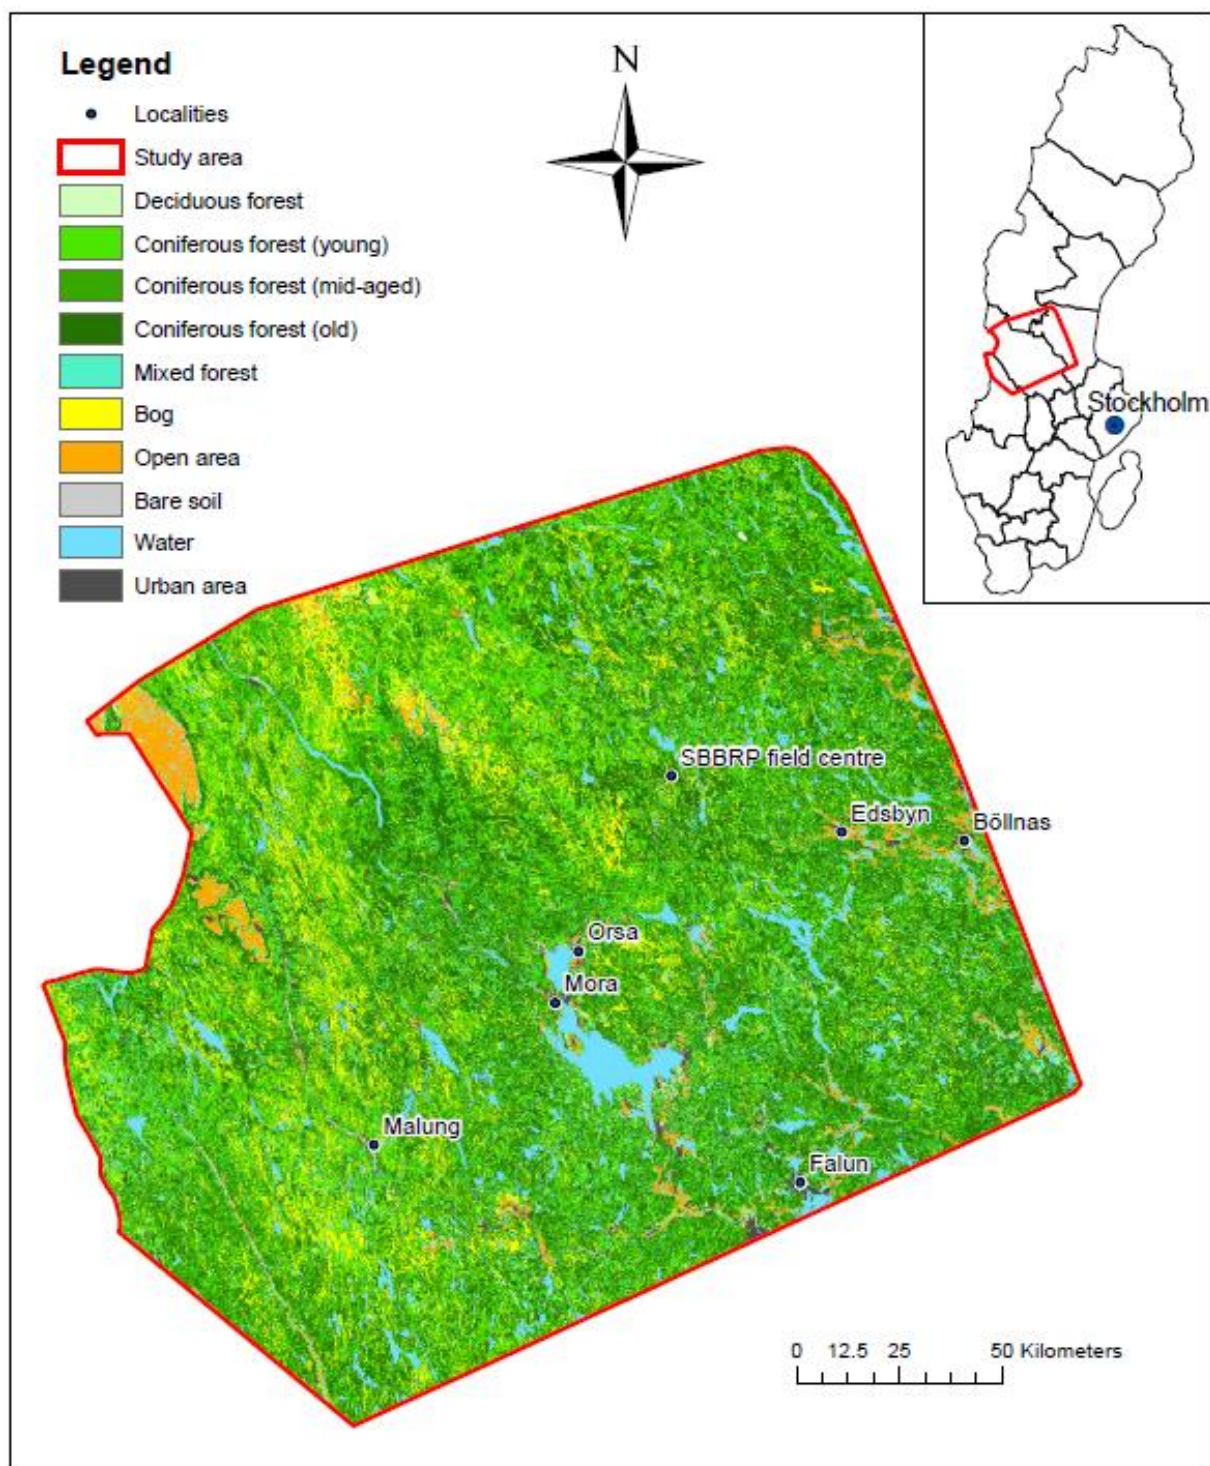 Legend
Localities
Study area
Deciduous forest
Coniferous forest (young)
Coniferous forest (mid-aged)
Coniferous forest (old)
Mixed forest
Bog
Open area
Bare soil
Water
Urban area
N
Stockholm
SBBRP field centre
Edsbyn
Böllnas
Orsa
Mora
Malung
Falun
0 12.5 25 50 Kilometers